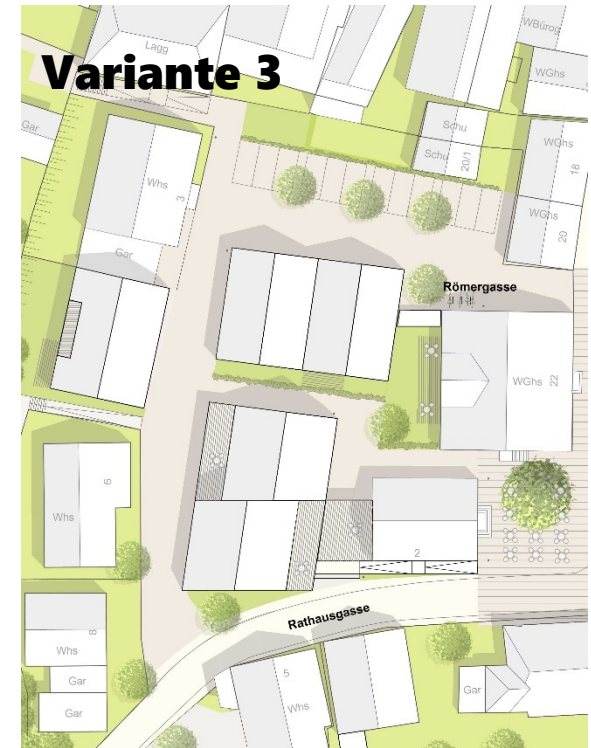 WBürog
Lagg
Variante 3
WGhs
Gar
Schu
Schu
20/1
WGhs
18
Whs
3
WGhs
20
Gar
Römergasse
WGhs
22
6
Whs
2
Rathausgasse
8
Whs
Gar
Gar
5
Whs
Gar